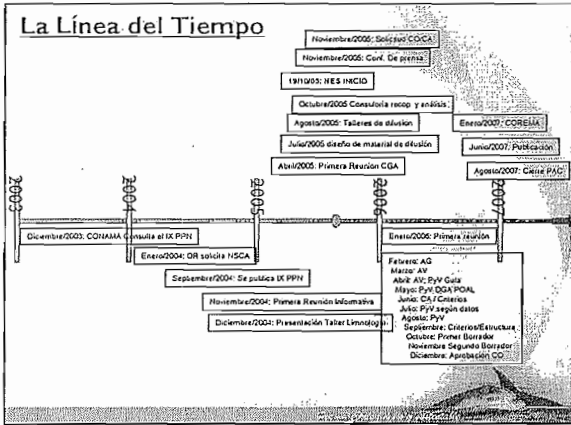 La Línea del Tiempo
Noviembre/2005: Solicitud CO/CA
Noviembre/2005: Conf. De prensa
19/10/05: RES INICIO
Octubre/2005 Consultoría recop. y análisis
Agosto/2005: Talleres de difusión
Julio/2005 diseño de material de difusión
Abril/2005: Primera Reunión CGA
Enero/2007: COREMA
Junio/2007: Publicación
Agosto/2007: Cierre PAC
2003
2004
2005
2006
2007
Diciembre/2003: CONAMA Consulta el IX PPN
Enero/2004: DR solicita NSCA
Septiembre/2004: Se publica IX PPN
Noviembre/2004: Primera Reunión Informativa
Diciembre/2004: Presentación Taller Limnología
Enero/2006: Primera reunión
Febrero: AG
Marzo: AV
Abril: AV; PyV Guía
Mayo: PyV DGA POAL
Junio: CA / Criterios
Julio: PyV según datos
Agosto: PyV
Septiembre: Criterios/Estructura
Octubre: Primer Borrador
Noviembre Segundo Borrador
Diciembre: Aprobación CO